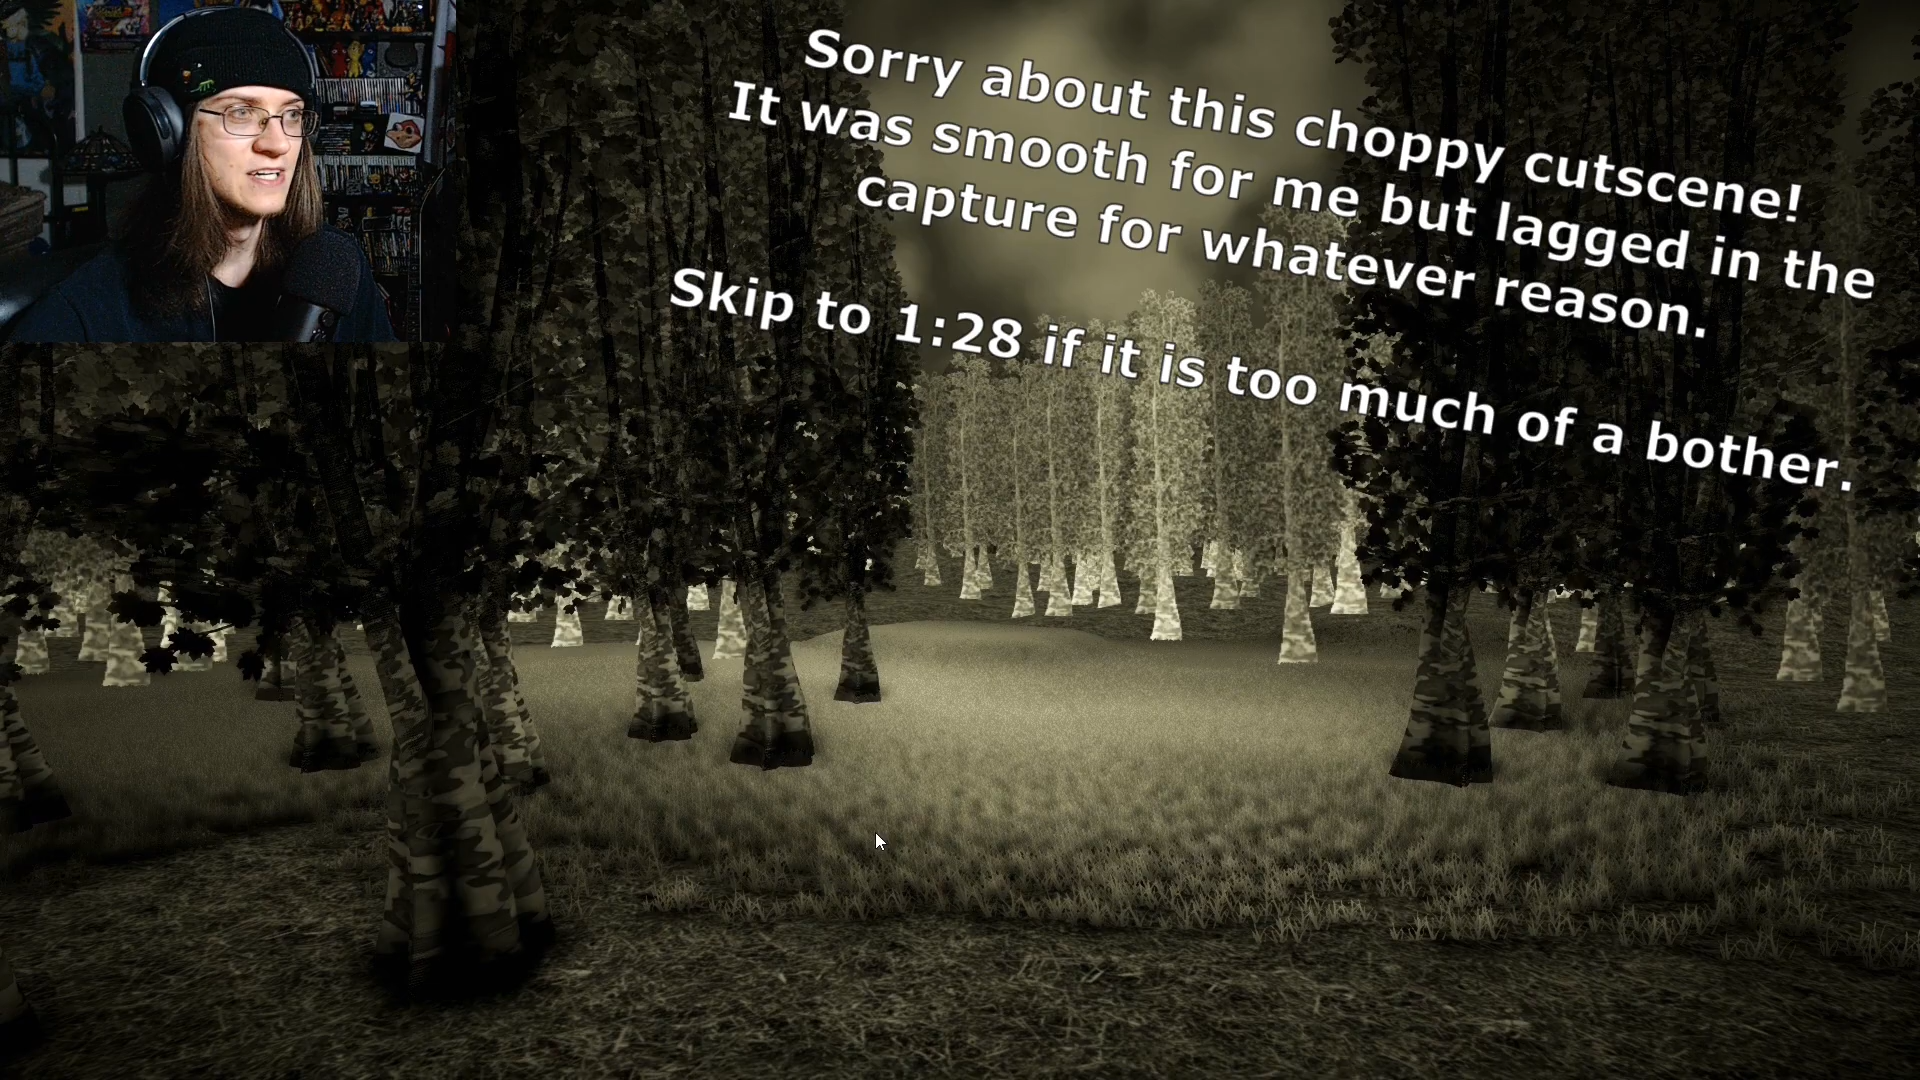 Sorry about this choppy cutscene!
It was smooth for me but lagged in the
capture for whatever reason.
Skip to 1:28 if it is too much of a bother.